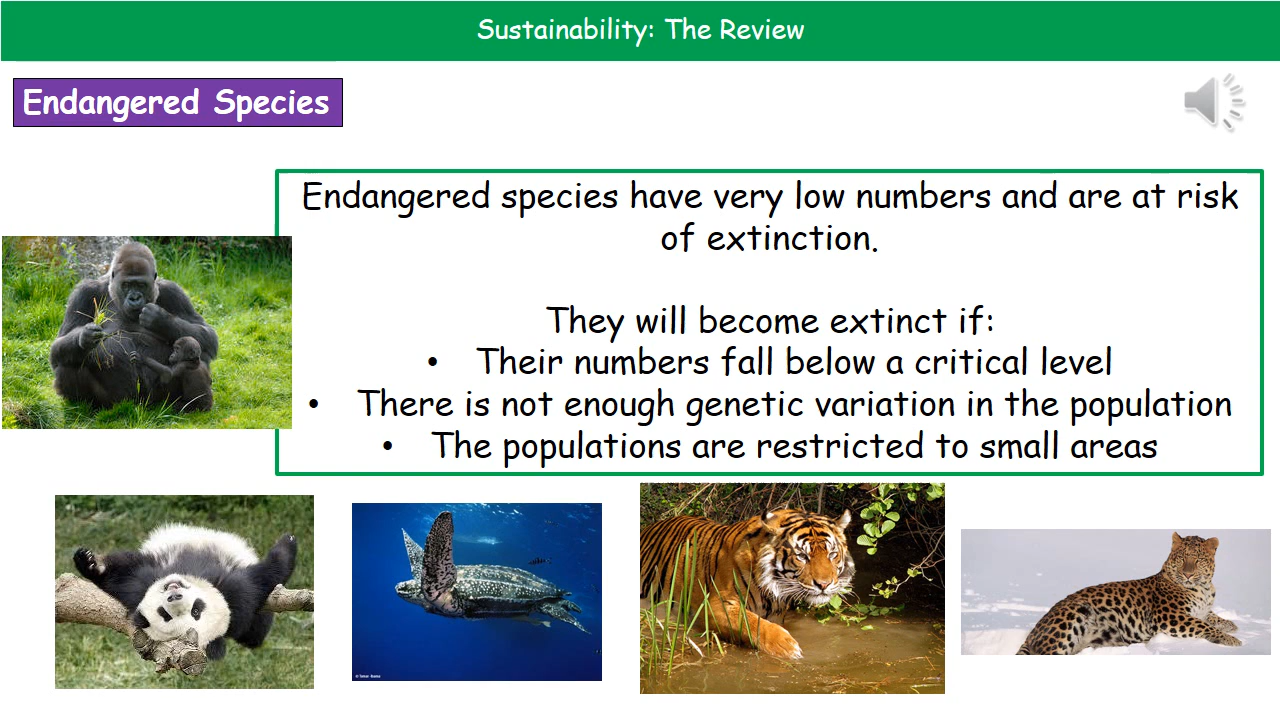 Sustainability: The Review
Endangered Species
Endangered species have very low numbers and are at risk
of extinction.
They will become extinct if:
• Their numbers fall below a critical level
• There is not enough genetic variation in the population
• The populations are restricted to small areas